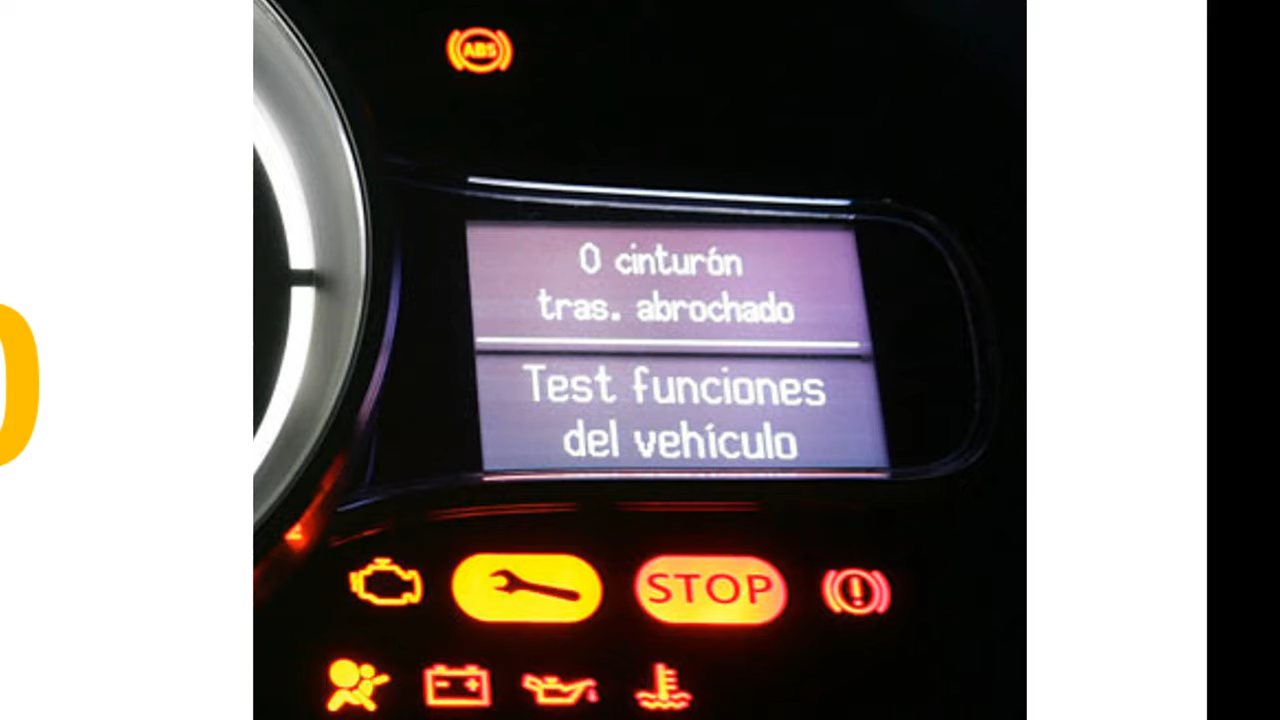 ABS
0 cinturón
tras. abrochado
Test funciones
del vehículo
STOP